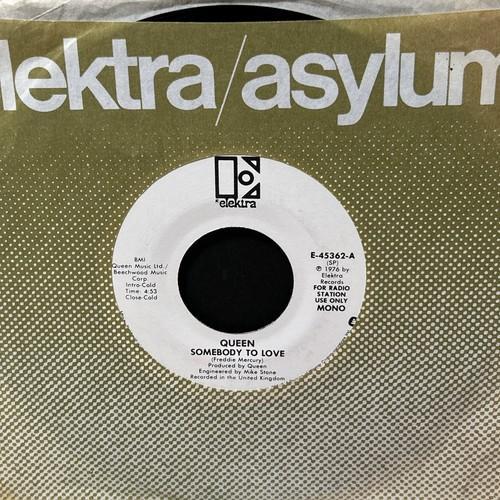 lektra/asylum
elektra
BMI
Queen Music Ltd./
Beechwood Music
Corp.
Intro-Cold
Time: 4:53
Close-Cold
E-45362-A
(SP)
℗ 1976 by
Elektra
Records
FOR RADIO
STATION
USE ONLY
MONO
QUEEN
SOMEBODY TO LOVE
(Freddie Mercury)
Produced by Queen
Engineered by Mike Stone
Recorded in the United Kingdom